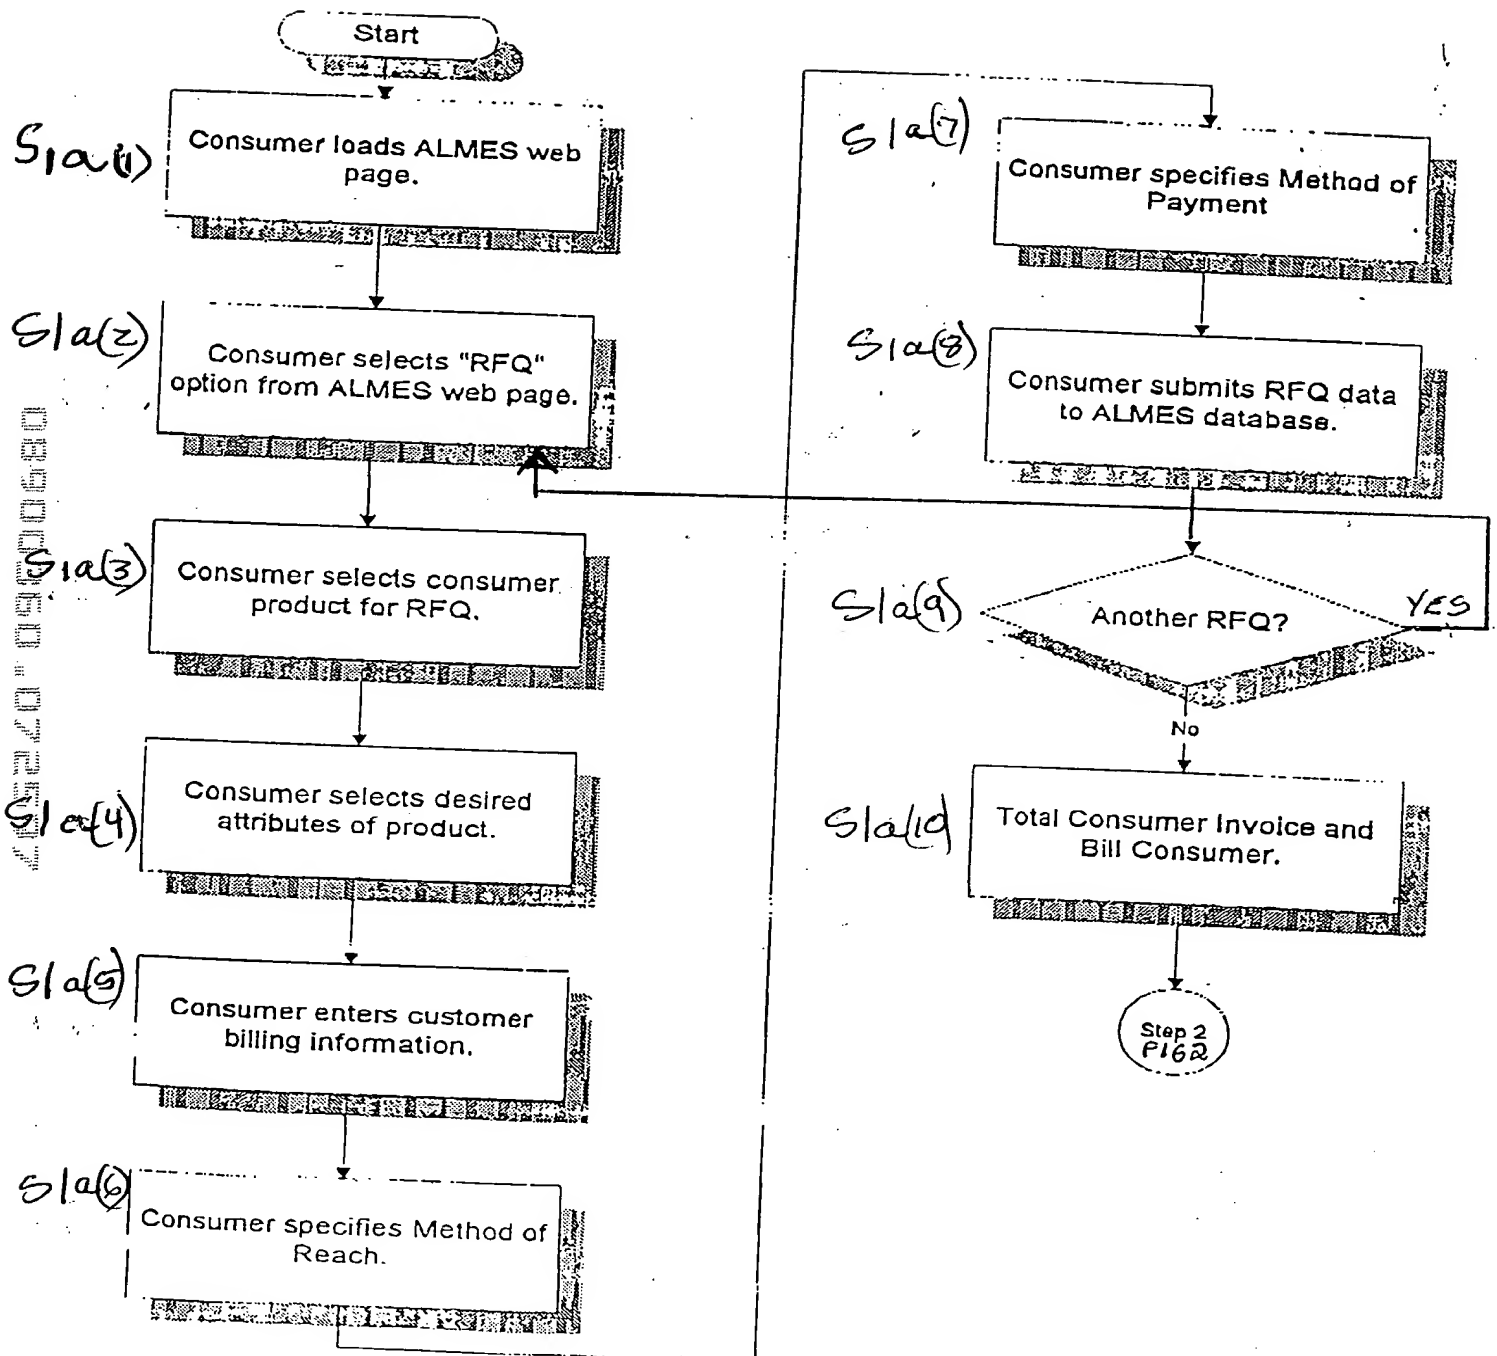 Start
S1a(1)
Consumer loads ALMES web
page.
S1a(2)
Consumer selects "RFQ"
option from ALMES web page.
S1a(3)
Consumer selects consumer
product for RFQ.
S1a(4)
Consumer selects desired
attributes of product.
S1a(5)
Consumer enters customer
billing information.
S1a(6)
Consumer specifies Method of
Reach.
S1a(7)
Consumer specifies Method of
Payment
S1a(8)
Consumer submits RFQ data
to ALMES database.
S1a(9)
Another RFQ?
YES
No
S1a(10)
Total Consumer Invoice and
Bill Consumer.
Step 2
FIG 2